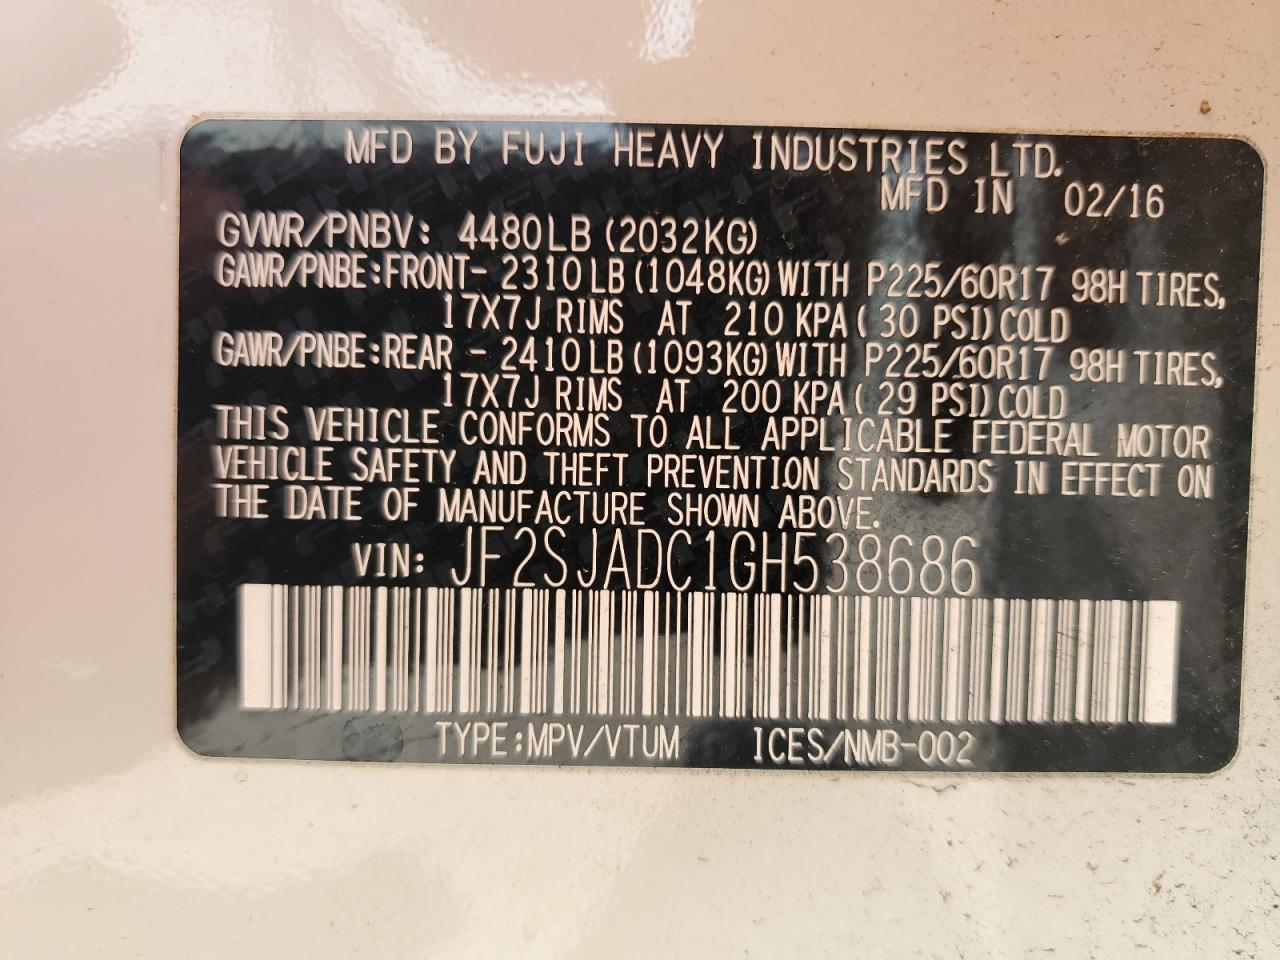 MFD BY FUJI HEAVY INDUSTRIES LTD.
MFD IN 02/16
GVWR/PNBV: 4480LB (2032KG)
GAWR/PNBE:FRONT- 2310LB (1048KG) WITH P225/60R17 98H TIRES,
17X7J RIMS AT 210 KPA( 30 PSI) COLD
GAWR/PNBE:REAR - 2410LB (1093KG) WITH P225/60R17 98H TIRES,
17X7J RIMS AT 200 KPA( 29 PSI) COLD
THIS VEHICLE CONFORMS TO ALL APPLICABLE FEDERAL MOTOR
VEHICLE SAFETY AND THEFT PREVENTION STANDARDS IN EFFECT ON
THE DATE OF MANUFACTURE SHOWN ABOVE.
VIN: JF2SJADC1GH538686
TYPE:MPV/VTUM ICES/NMB-002